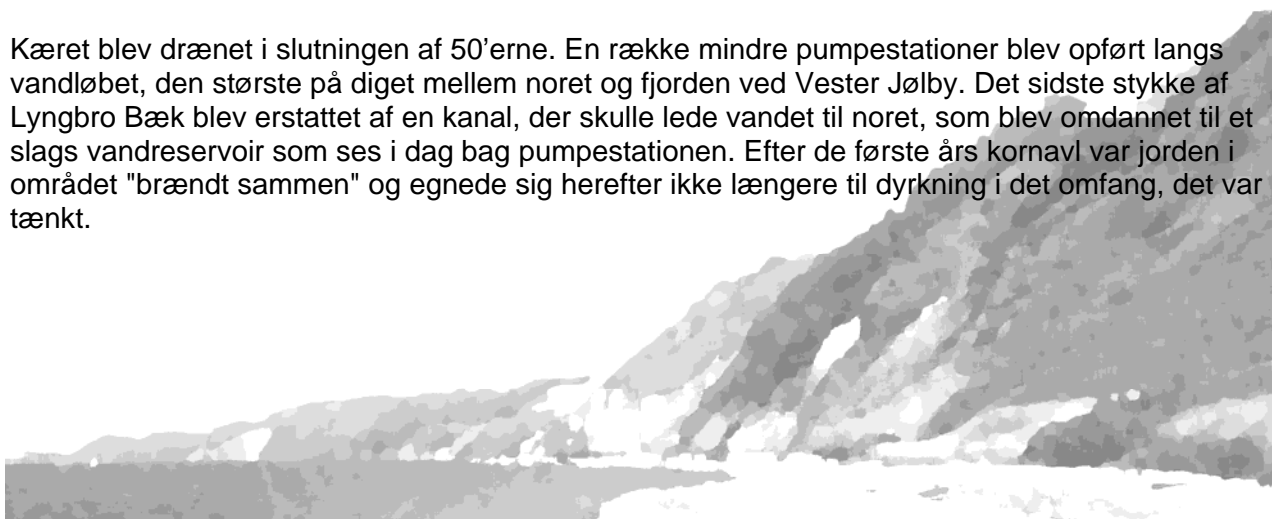 Kæret blev drænet i slutningen af 50’erne. En række mindre pumpestationer blev opført langs
vandløbet, den største på diget mellem noret og fjorden ved Vester Jølby. Det sidste stykke af
Lyngbro Bæk blev erstattet af en kanal, der skulle lede vandet til noret, som blev omdannet til et
slags vandreservoir som ses i dag bag pumpestationen. Efter de første års kornavl var jorden i
området "brændt sammen" og egnede sig herefter ikke længere til dyrkning i det omfang, det var
tænkt.